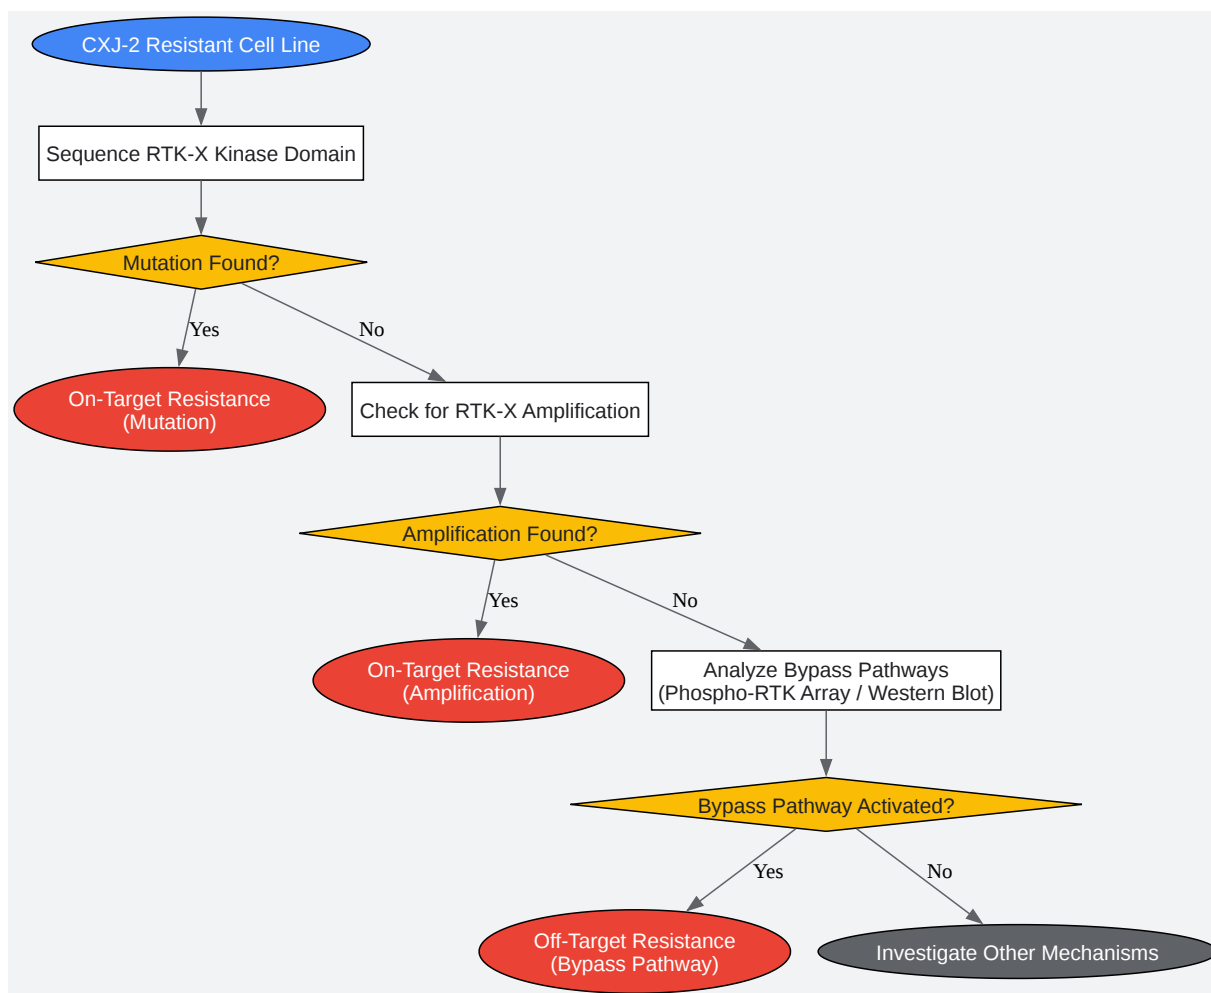 CXJ-2 Resistant Cell Line
Sequence RTK-X Kinase Domain
Mutation Found?
Yes
No
On-Target Resistance
(Mutation)
Check for RTK-X Amplification
Amplification Found?
Yes
No
On-Target Resistance
(Amplification)
Analyze Bypass Pathways
(Phospho-RTK Array / Western Blot)
Bypass Pathway Activated?
Yes
No
Off-Target Resistance
(Bypass Pathway)
Investigate Other Mechanisms